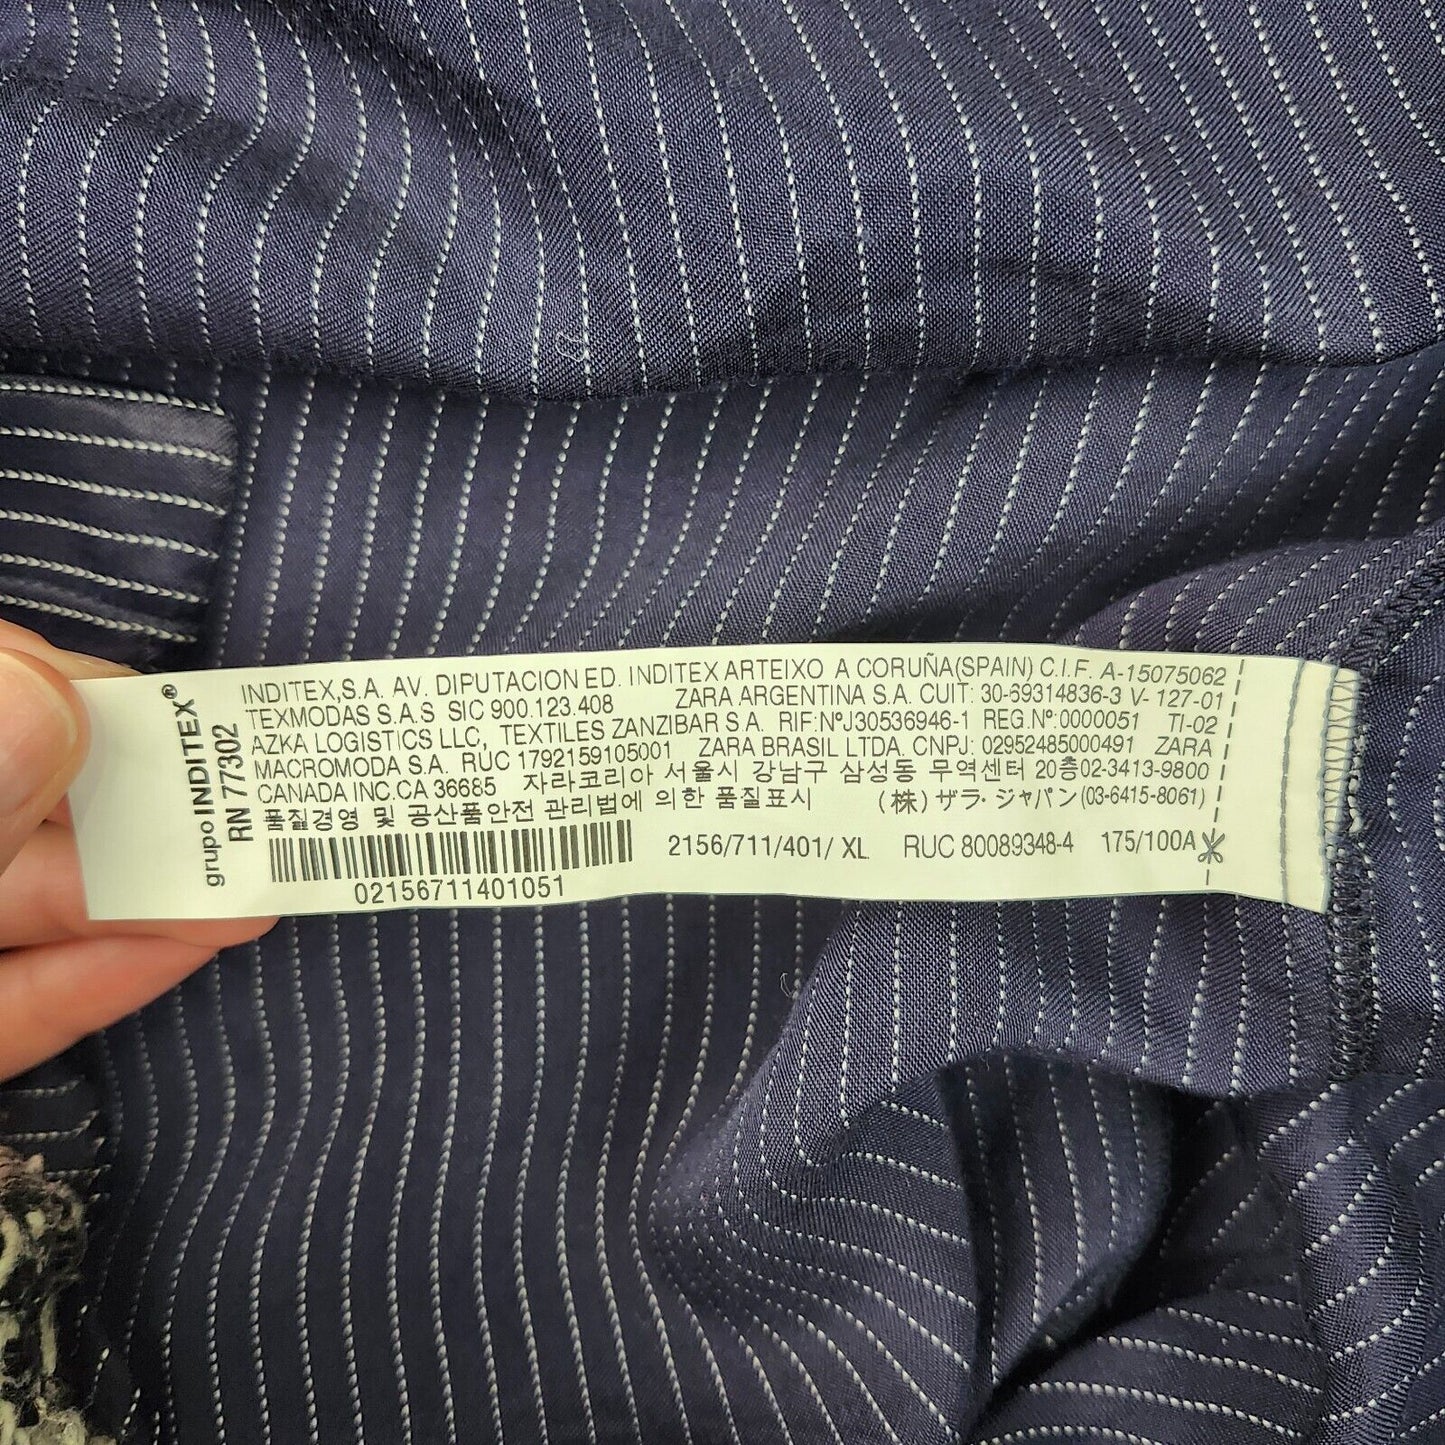 grupo INDITEX®
RN 77302
INDITEX,S.A. AV. DIPUTACION ED. INDITEX ARTEIXO A CORUÑA(SPAIN) C.I.F. A-15075062
TEXMODAS S.A.S SIC 900.123.408 ZARA ARGENTINA S.A. CUIT: 30-69314836-3 V- 127-01
AZKA LOGISTICS LLC, TEXTILES ZANZIBAR S.A. RIF:NºJ30536946-1 REG.Nº:0000051 TI-02
MACROMODA S.A. RUC 1792159105001 ZARA BRASIL LTDA. CNPJ: 02952485000491 ZARA
CANADA INC.CA 36685 자라코리아 서울시 강남구 삼성동 무역센터 20층02-3413-9800
품질경영 및 공산품안전 관리법에 의한 품질표시 (株)ザラ・ジャパン(03-6415-8061)
2156/711/401/ XL RUC 80089348-4 175/100A
02156711401051